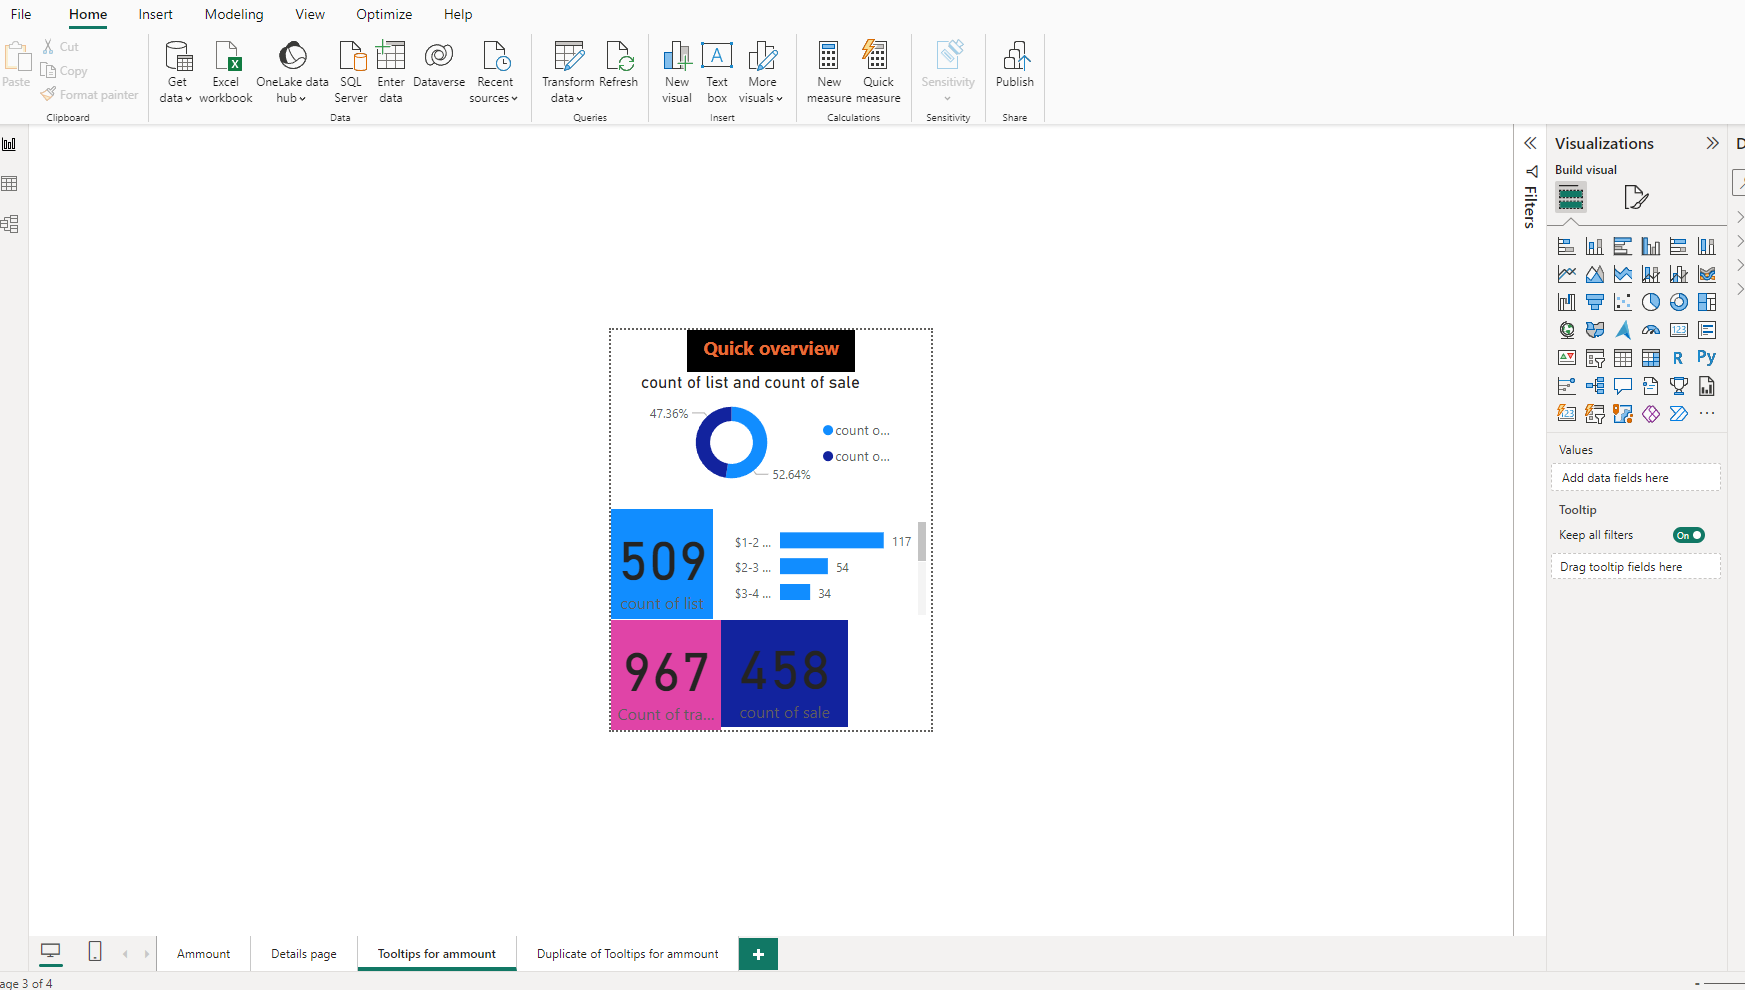 File Home Insert Modeling View Optimize Help
Paste
Cut
Copy
Format painter
Clipboard
Get data
Excel workbook
OneLake data hub
SQL Server
Enter data
Dataverse
Recent sources
Data
Transform data
Refresh
Queries
New visual
Text box
More visuals
Insert
New measure
Quick measure
Calculations
Sensitivity
Sensitivity
Publish
Share
Filters
Visualizations
Build visual
R Py
Values
Add data fields here
Tooltip
Keep all filters On
Drag tooltip fields here
Quick overview
count of list and count of sale
47.36%
52.64%
count o...
count o...
509
count of list
$1-2 ... 117
$2-3 ... 54
$3-4 ... 34
967
Count of tra...
458
count of sale
Ammount Details page Tooltips for ammount Duplicate of Tooltips for ammount +
age 3 of 4